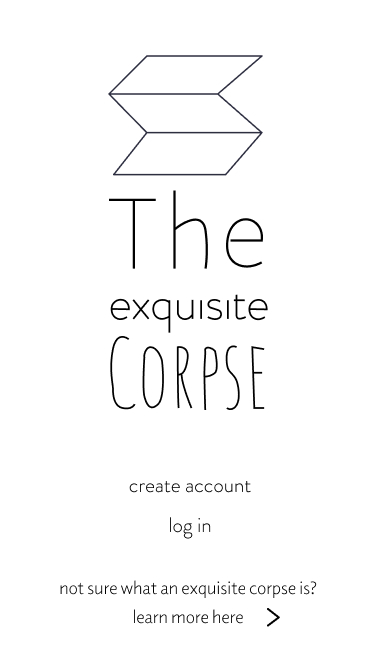 The
exquisite
CORPSE
create account
log in
not sure what an exquisite corpse is?
learn more here >